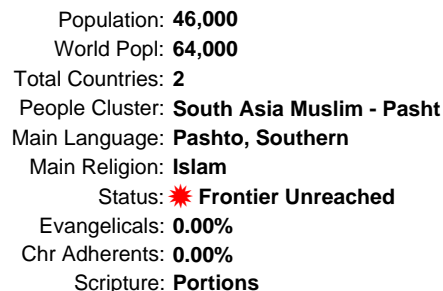 Population: 46,000
World Popl: 64,000
Total Countries: 2
People Cluster: South Asia Muslim - Pasht
Main Language: Pashto, Southern
Main Religion: Islam
Status: Frontier Unreached
Evangelicals: 0.00%
Chr Adherents: 0.00%
Scripture: Portions